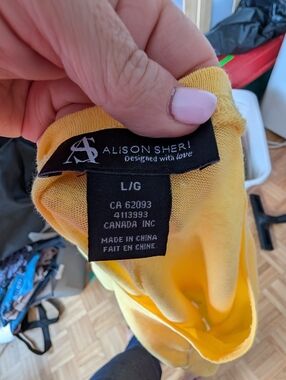 AS ALISON SHERI
Designed with love
L/G
CA 62093
4113993
CANADA INC
MADE IN CHINA
FAIT EN CHINE